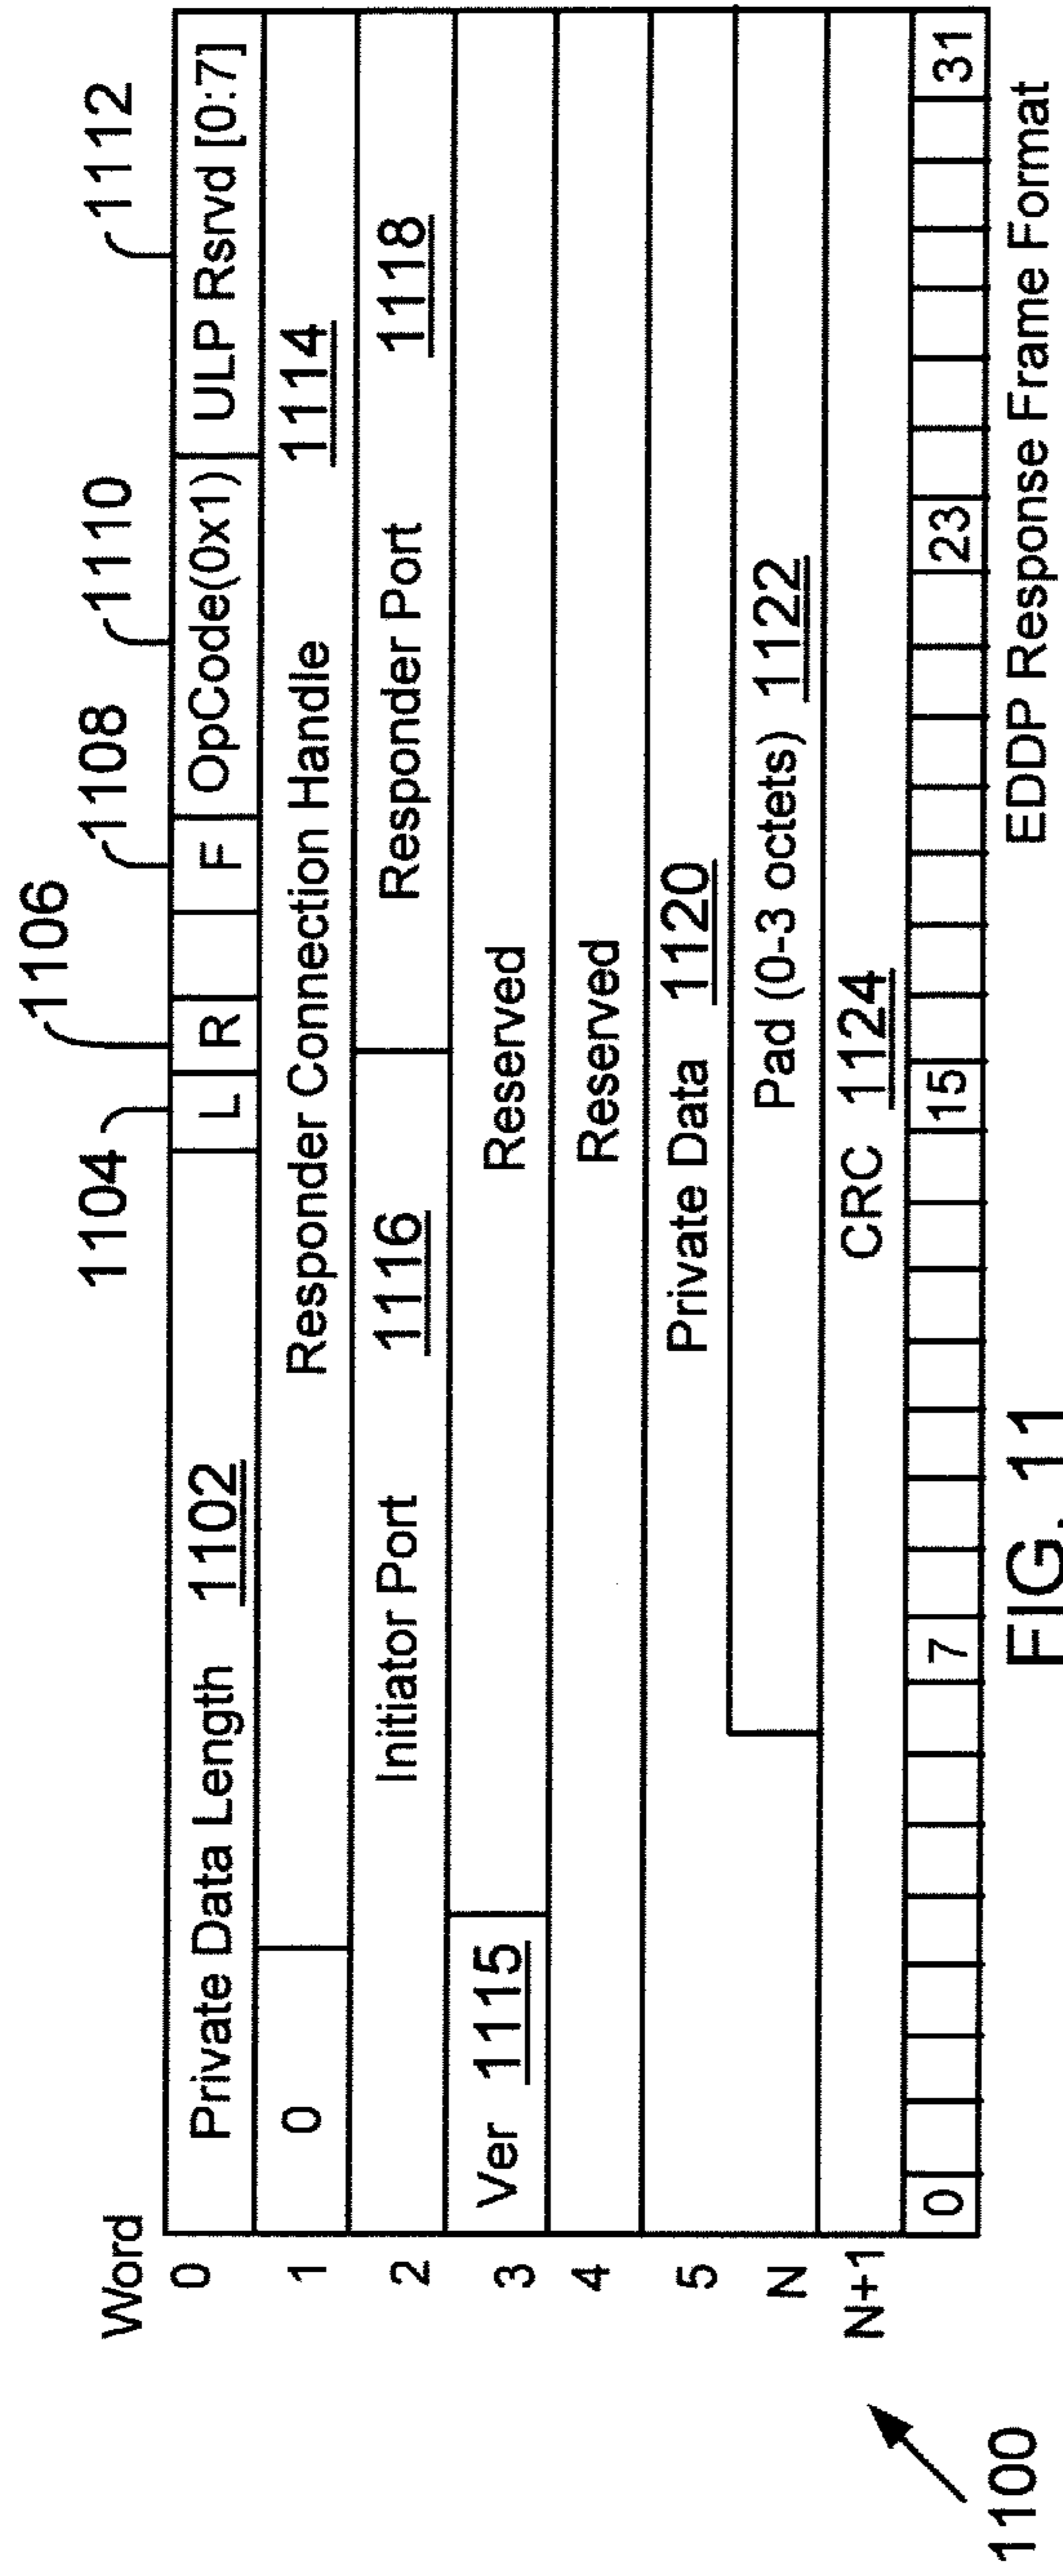 1106
1104
1108
1110
1112
Word
0 Private Data Length 1102 L R F OpCode(0x1) ULP Rsrvd [0:7]
1 0 Responder Connection Handle 1114
2 Initiator Port 1116 Responder Port 1118
3 Ver 1115 Reserved
4 Reserved
5 Private Data 1120
N Pad (0-3 octets) 1122
N+1 CRC 1124
0 7 15 23 31
1100
FIG. 11
EDDP Response Frame Format